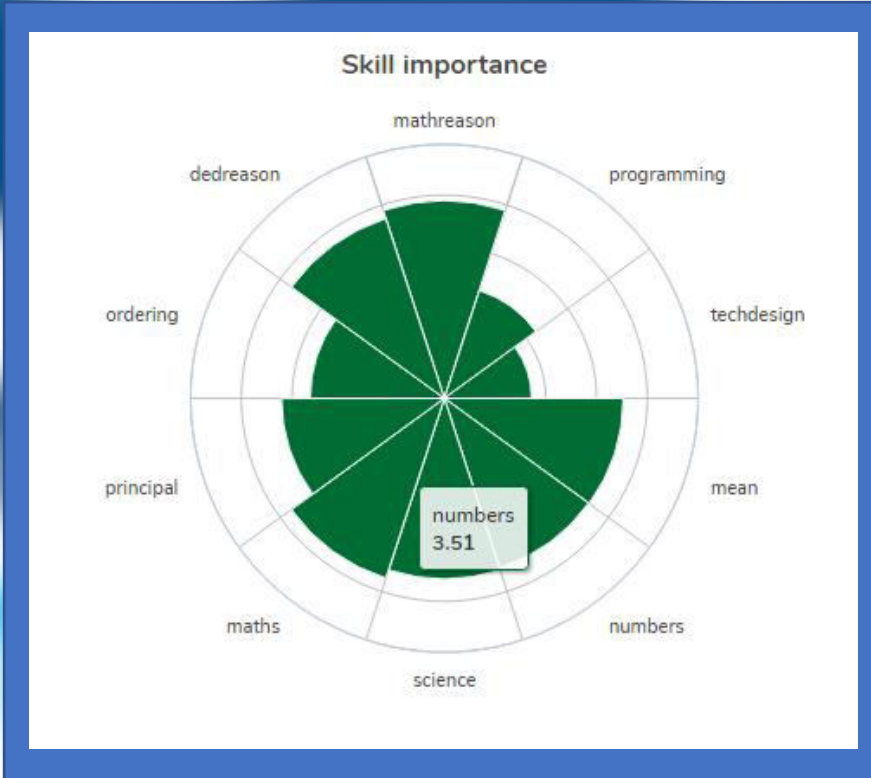 Skill importance
mathreason
dedreason
programming
ordering
techdesign
numbers
3.51
principal
mean
maths
numbers
science